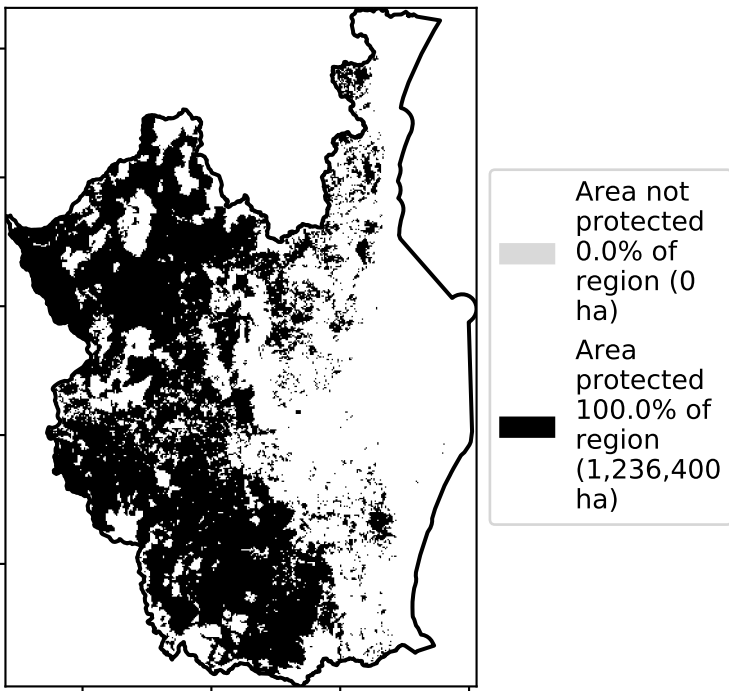 Area not
protected
0.0% of
region (0
ha)
Area
protected
100.0% of
region
(1,236,400
ha)